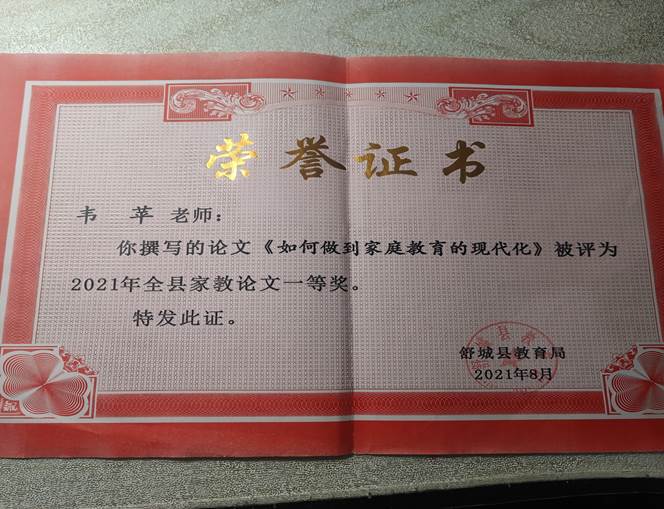 荣誉证书
韦 苹 老师：
你撰写的论文《如何做到家庭教育的现代化》被评为
2021年全县家教论文一等奖。
特发此证。
舒城县教育局
2021年8月